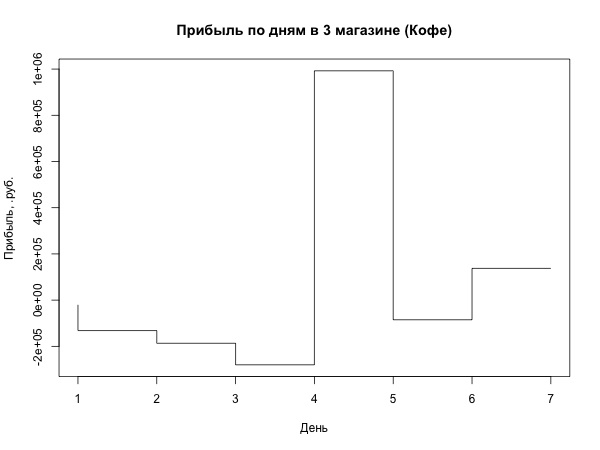 Прибыль по дням в 3 магазине (Кофе)
Прибыль, .руб.
1e+06
8e+05
6e+05
4e+05
2e+05
0e+00
-2e+05
1 2 3 4 5 6 7
День